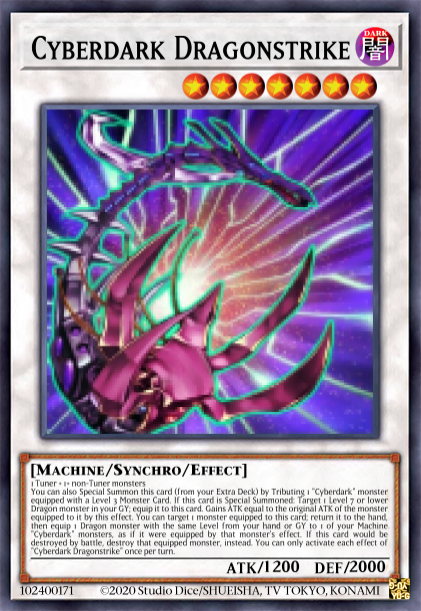 CYBERDARK DRAGONSTRIKE
DARK
闇
[MACHINE/SYNCHRO/EFFECT]
1 Tuner + 1+ non-Tuner monsters
You can also Special Summon this card (from your Extra Deck) by Tributing 1 "Cyberdark" monster
equipped with a Level 3 Monster Card. If this card is Special Summoned: Target 1 Level 7 or lower
Dragon monster in your GY; equip it to this card. Gains ATK equal to the original ATK of the monster
equipped to it by this effect. You can target 1 monster equipped to this card; return it to the hand,
then equip 1 Dragon monster with the same Level from your hand or GY to 1 of your Machine
"Cyberdark" monsters, as if it were equipped by that monster's effect. If this card would be
destroyed by battle, destroy that equipped monster, instead. You can only activate each effect of
"Cyberdark Dragonstrike" once per turn.
ATK/1200 DEF/2000
102400171 ©2020 Studio Dice/SHUEISHA, TV TOKYO, KONAMI